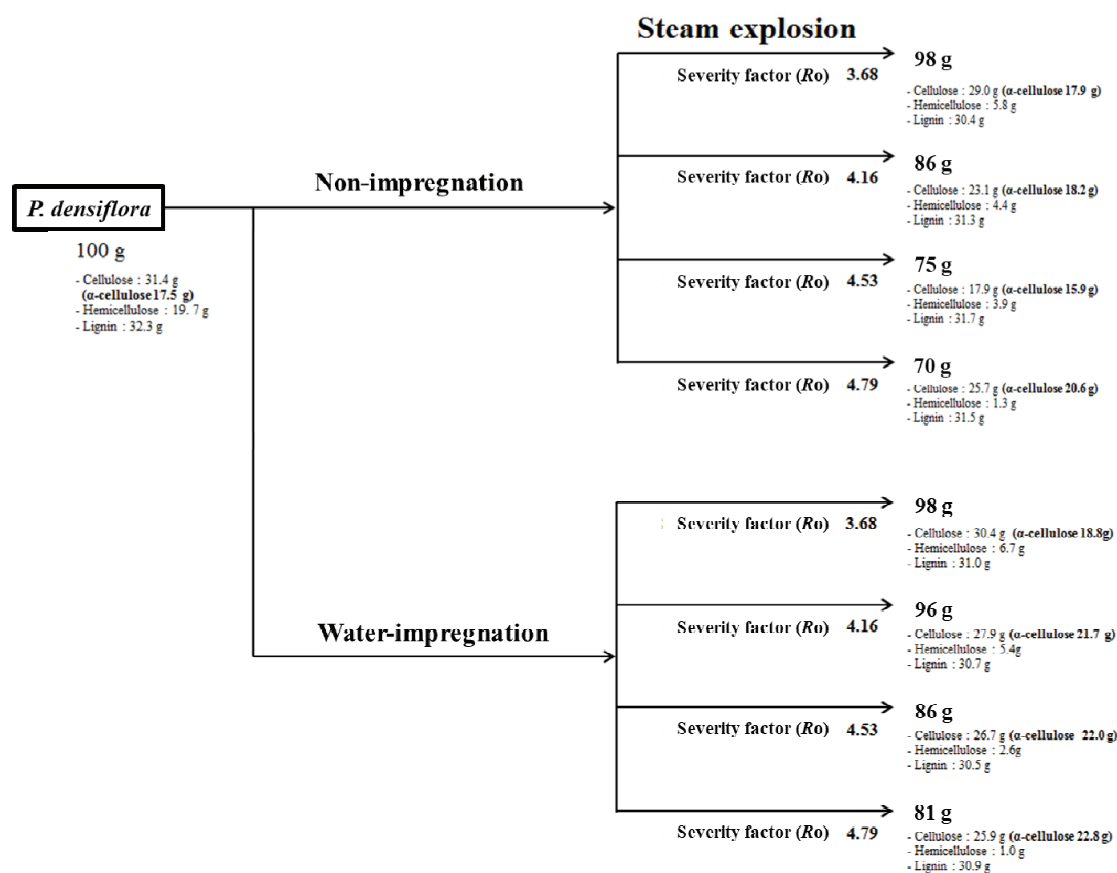 Steam explosion
Severity factor (Ro) 3.68
98 g
- Cellulose : 29.0 g (α-cellulose 17.9 g)
- Hemicellulose : 5.8 g
- Lignin : 30.4 g
Non-impregnation
Severity factor (Ro) 4.16
86 g
- Cellulose : 23.1 g (α-cellulose 18.2 g)
- Hemicellulose : 4.4 g
- Lignin : 31.3 g
P. densiflora
100 g
- Cellulose : 31.4 g
(α-cellulose 17.5 g)
- Hemicellulose : 19. 7 g
- Lignin : 32.3 g
Severity factor (Ro) 4.53
75 g
- Cellulose : 17.9 g (α-cellulose 15.9 g)
- Hemicellulose : 3.9 g
- Lignin : 31.7 g
Severity factor (Ro) 4.79
70 g
- Cellulose : 25.7 g (α-cellulose 20.6 g)
- Hemicellulose : 1.3 g
- Lignin : 31.5 g
Severity factor (Ro) 3.68
98 g
- Cellulose : 30.4 g (α-cellulose 18.8g)
- Hemicellulose : 6.7 g
- Lignin : 31.0 g
Water-impregnation
Severity factor (Ro) 4.16
96 g
- Cellulose : 27.9 g (α-cellulose 21.7 g)
- Hemicellulose : 5.4g
- Lignin : 30.7 g
Severity factor (Ro) 4.53
86 g
- Cellulose : 26.7 g (α-cellulose 22.0 g)
- Hemicellulose : 2.6g
- Lignin : 30.5 g
Severity factor (Ro) 4.79
81 g
- Cellulose : 25.9 g (α-cellulose 22.8 g)
- Hemicellulose : 1.0 g
- Lignin : 30.9 g